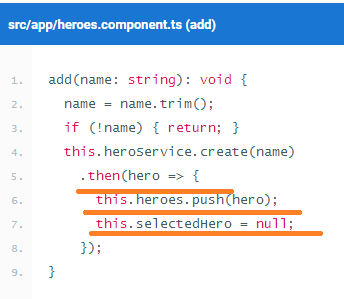 src/app/heroes.component.ts (add)
1. add(name: string): void {
2. name = name.trim();
3. if (!name) { return; }
4. this.heroService.create(name)
5. .then(hero => {
6. this.heroes.push(hero);
7. this.selectedHero = null;
8. });
9. }